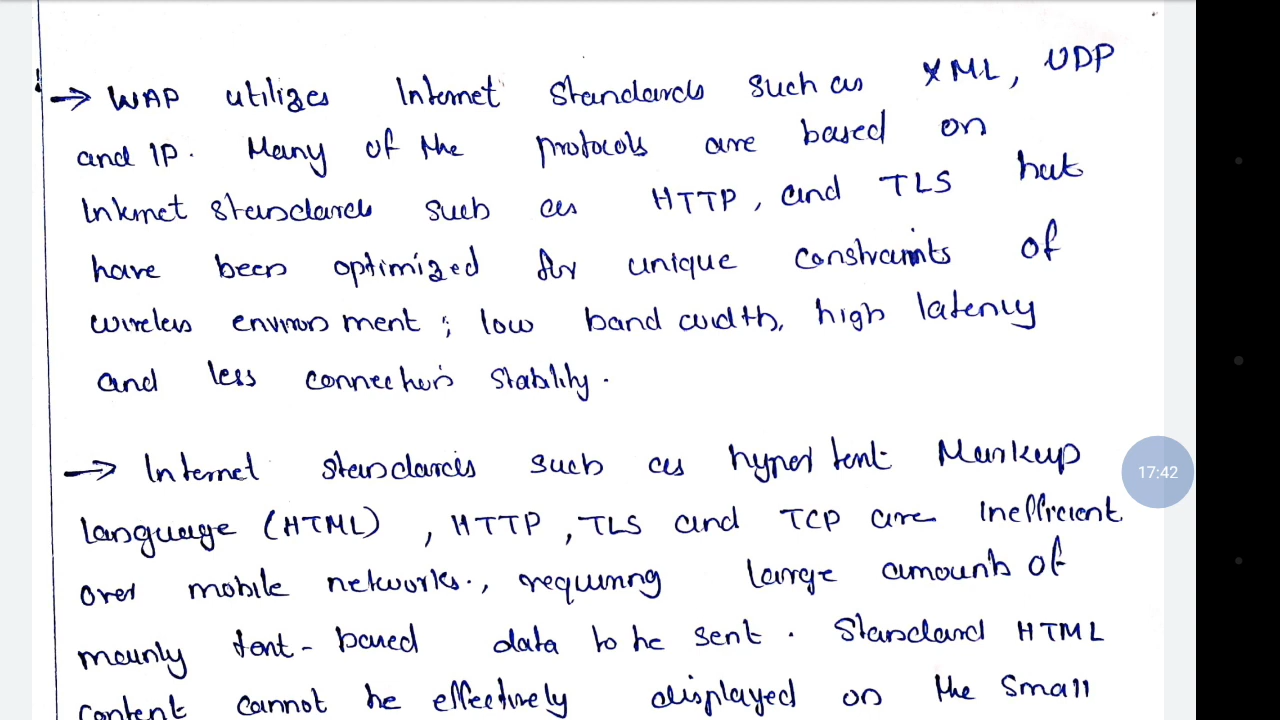 → WAP utilizes Internet Standards such as XML, UDP
and IP. Many of the protocols are based on
Internet standards such as HTTP, and TLS but
have been optimized for unique constraints of
wireless environment; low band width, high latency
and less connection stability.
→ Internet standards such as hyper text Markup
language (HTML), HTTP, TLS and TCP are inefficient
over mobile networks., requiring large amounts of
mainly text-based data to be sent. Standard HTML
content cannot be effectively displayed on the small
17:42